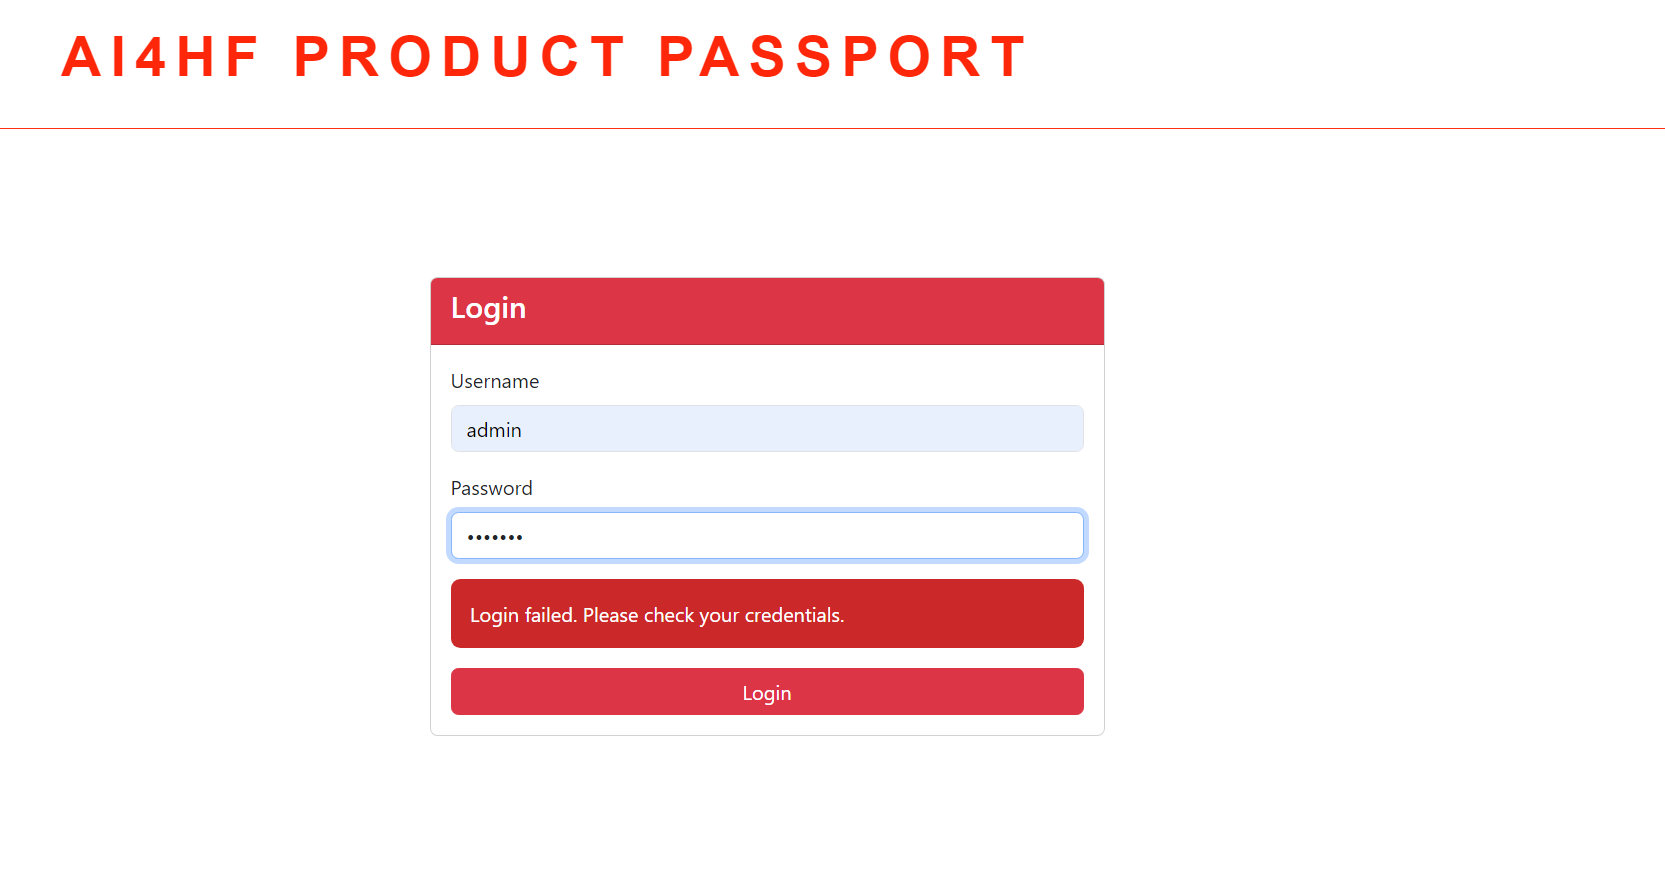 AI4HF PRODUCT PASSPORT
Login
Username
admin
Password
•••••••
Login failed. Please check your credentials.
Login